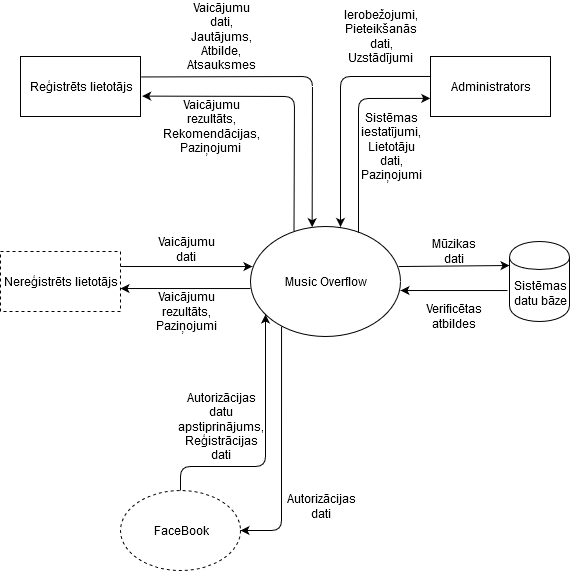 Vaicājumu
dati,
Jautājums,
Atbilde,
Atsauksmes
Ierobežojumi,
Pieteikšanās
dati,
Uzstādījumi
Reģistrēts lietotājs
Administrators
Vaicājumu
rezultāts,
Rekomendācijas,
Paziņojumi
Sistēmas
iestatījumi,
Lietotāju
dati,
Paziņojumi
Vaicājumu
dati
Mūzikas
dati
Nereģistrēts lietotājs
Music Overflow
Sistēmas
datu bāze
Vaicājumu
rezultāts,
Paziņojumi
Verificētas
atbildes
Autorizācijas
datu
apstiprinājums,
Reģistrācijas
dati
Autorizācijas
dati
FaceBook